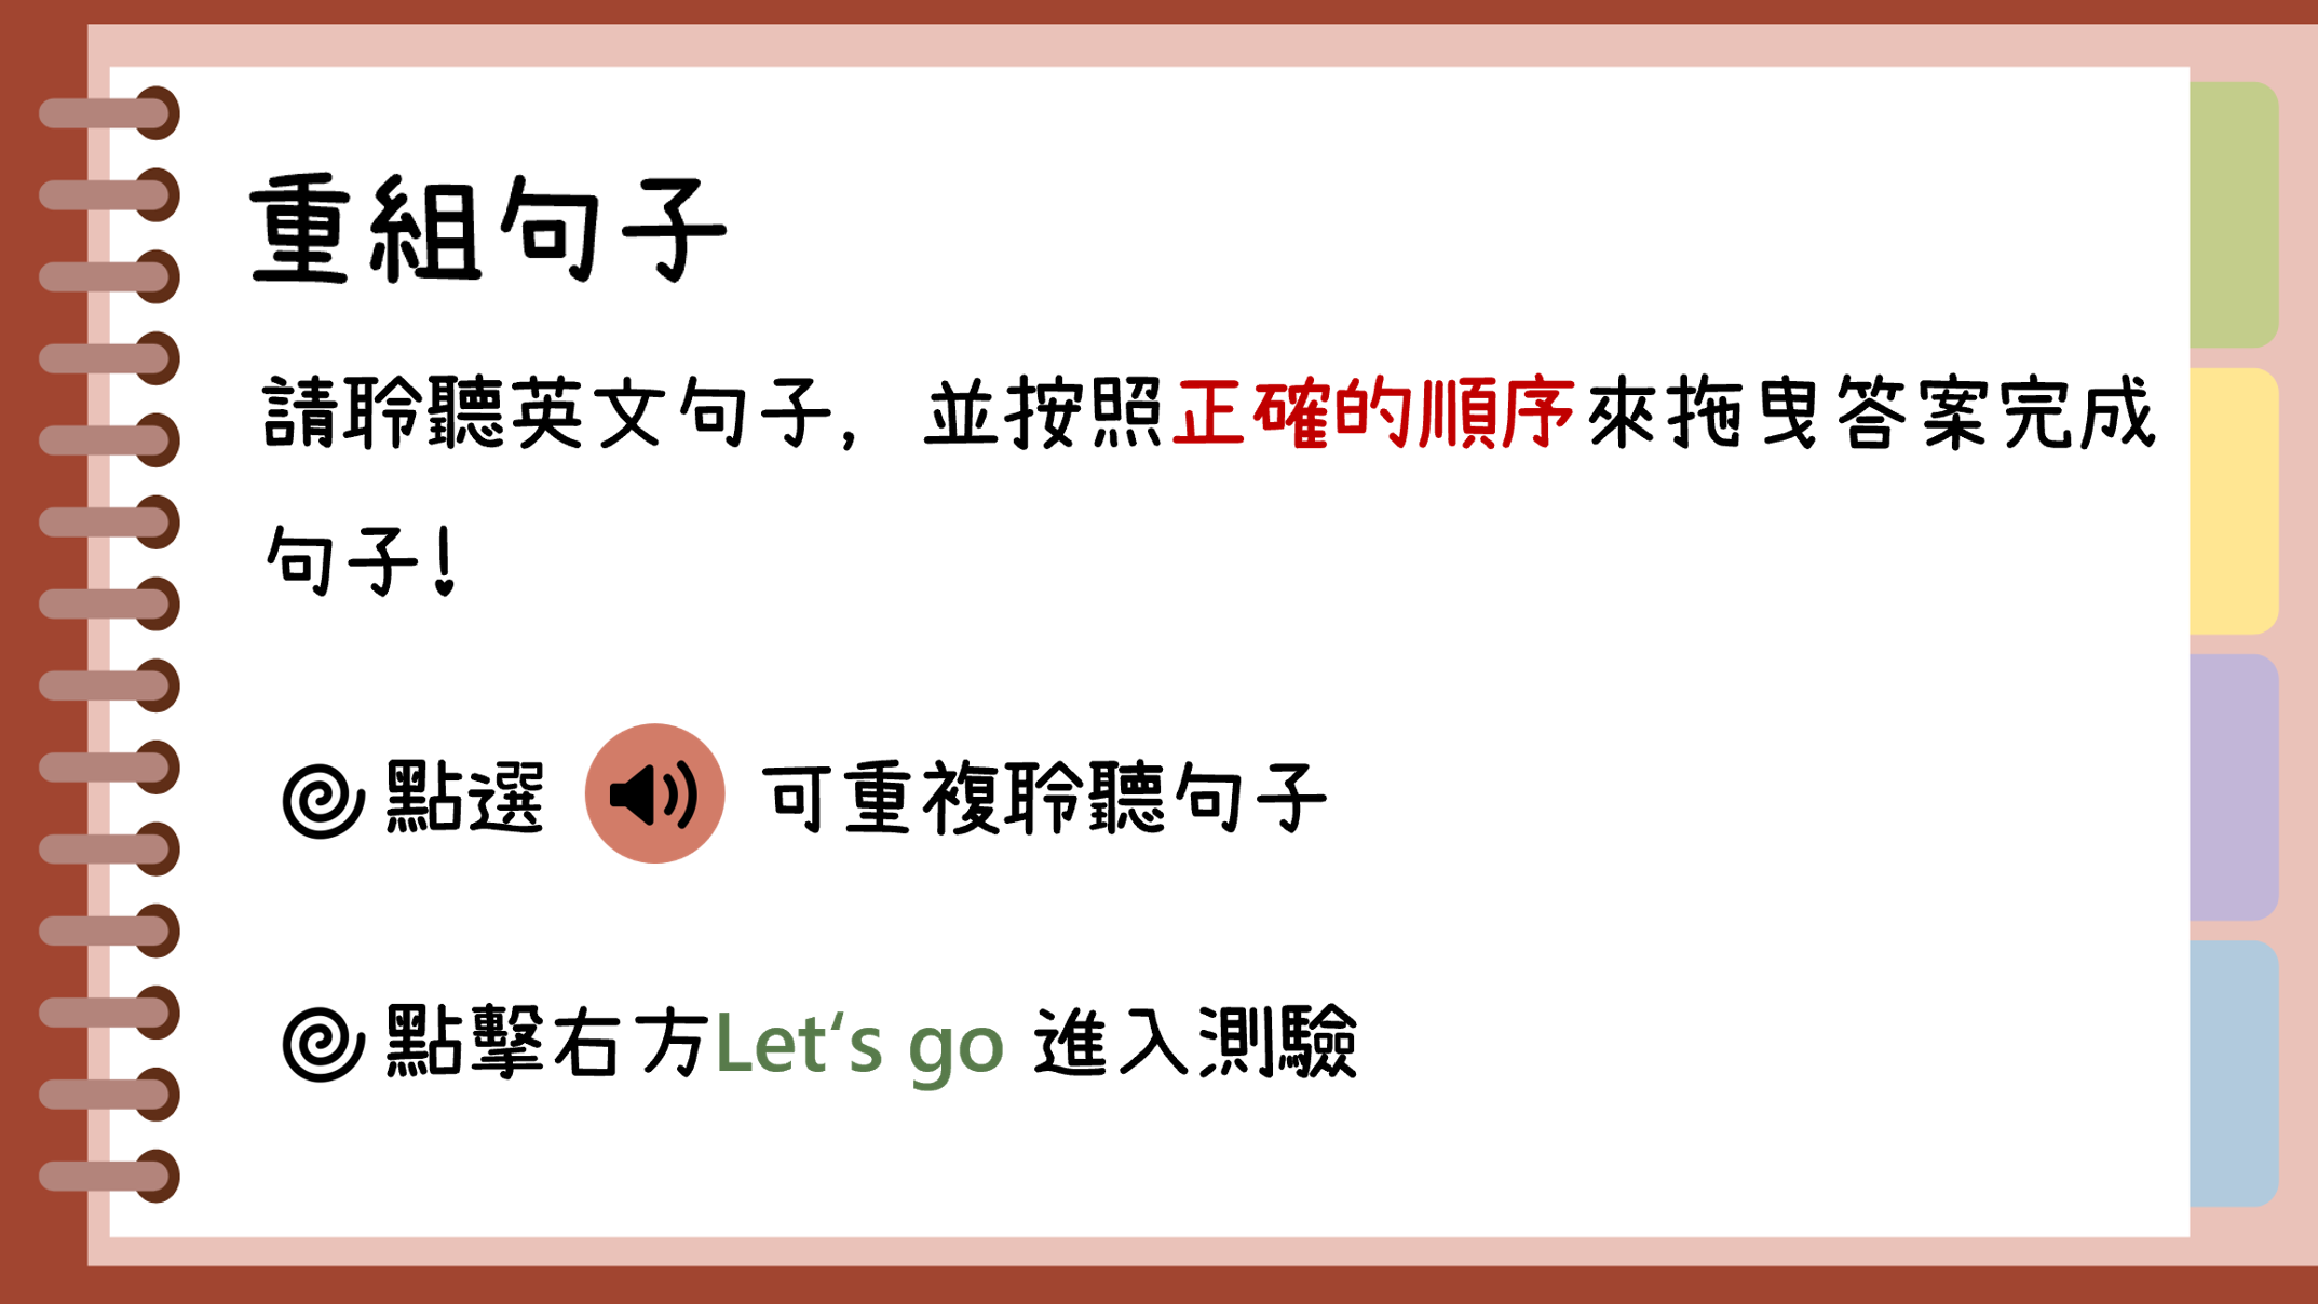 重組句子
請聆聽英文句子，並按照正確的順序來拖曳答案完成
句子！
點選 可重複聆聽句子
點擊右方Let‘s go 進入測驗